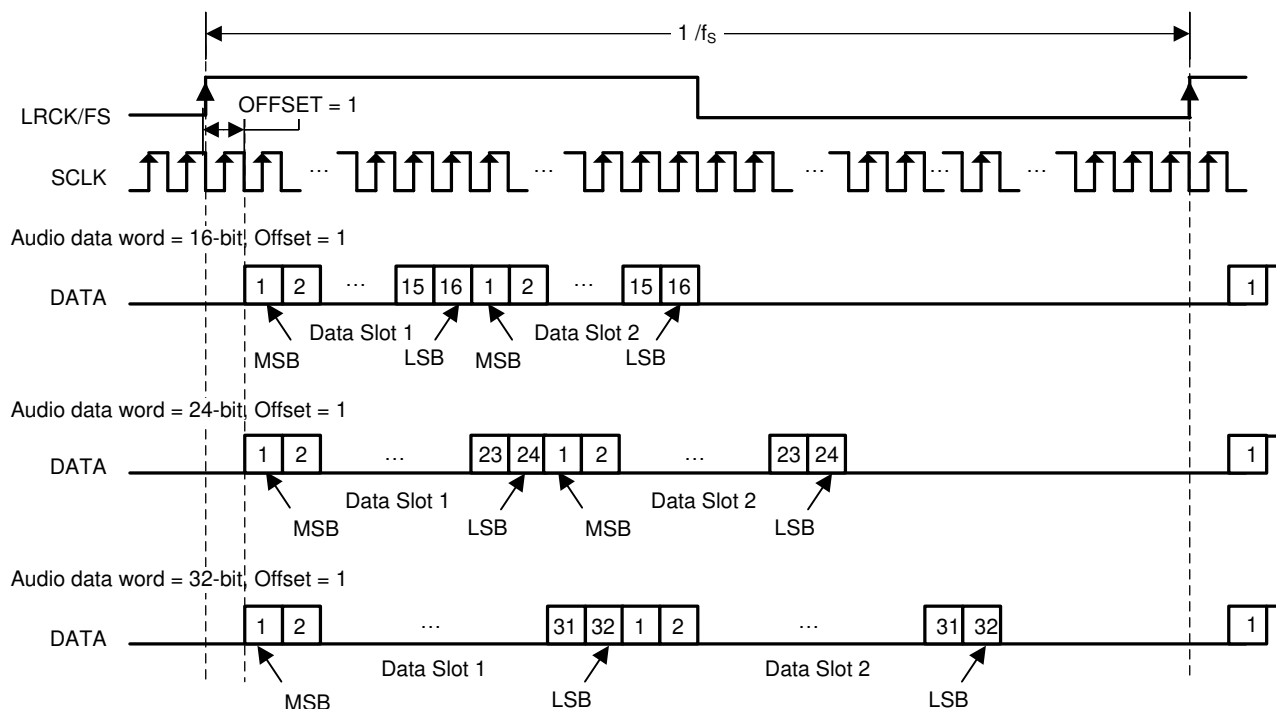 1 /fS
LRCK/FS
OFFSET = 1
SCLK
... ... ... ... ...
Audio data word = 16-bit, Offset = 1
DATA
1 2 ... 15 16 1 2 ... 15 16 1
Data Slot 1 Data Slot 2
MSB LSB MSB LSB
Audio data word = 24-bit, Offset = 1
DATA
1 2 ... 23 24 1 2 ... 23 24 1
Data Slot 1 Data Slot 2
MSB LSB MSB LSB
Audio data word = 32-bit, Offset = 1
DATA
1 2 ... 31 32 1 2 ... 31 32 1
Data Slot 1 Data Slot 2
MSB LSB LSB